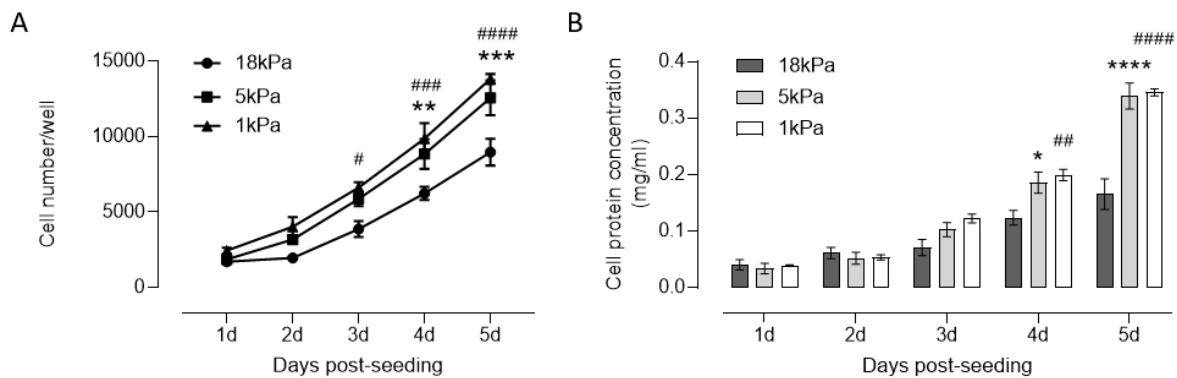 A
Cell number/well
15000
10000
5000
0
18kPa
5kPa
1kPa
#
###
**
####
***
1d 2d 3d 4d 5d
Days post-seeding
B
Cell protein concentration
(mg/ml)
0.4
0.3
0.2
0.1
0.0
18kPa
5kPa
1kPa
*
##
****
####
1d 2d 3d 4d 5d
Days post-seeding